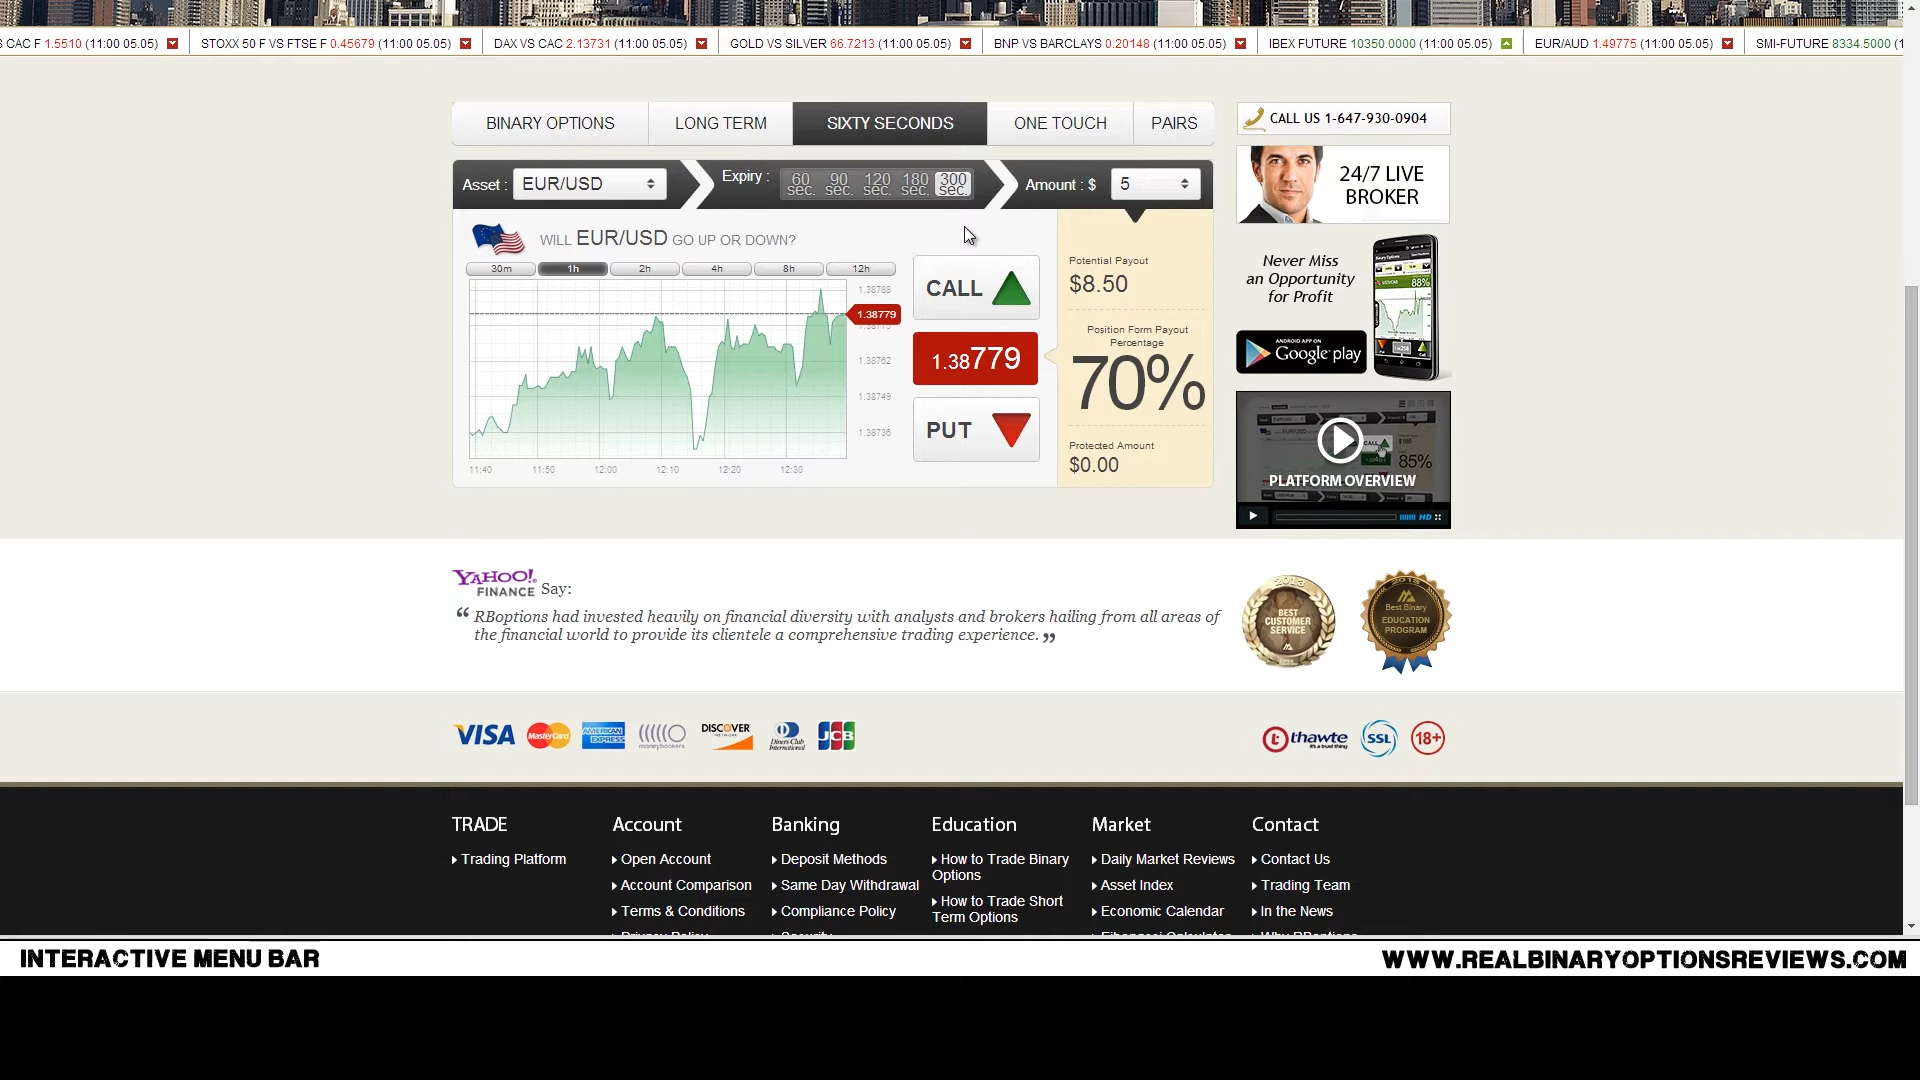 CAC F 1.5510 (11:00 05.05) STOXX 50 F VS FTSE F 0.45679 (11:00 05.05) DAX VS CAC 2.13731 (11:00 05.05) GOLD VS SILVER 66.7213 (11:00 05.05) BNP VS BARCLAYS 0.20148 (11:00 05.05) IBEX FUTURE 10350.0000 (11:00 05.05) EUR/AUD 1.49775 (11:00 05.05) SMI-FUTURE 8334.5000 (1
BINARY OPTIONS LONG TERM SIXTY SECONDS ONE TOUCH PAIRS
CALL US 1-647-930-0904
Asset : EUR/USD Expiry : 60 sec. 90 sec. 120 sec. 180 sec. 300 sec. Amount : $ 5
24/7 LIVE
BROKER
WILL EUR/USD GO UP OR DOWN?
30m 1h 2h 4h 8h 12h
1.38788
1.38779
1.38762
1.38749
1.38736
11:40 11:50 12:00 12:10 12:20 12:30
CALL
1.38779
PUT
Potential Payout
$8.50
Position Form Payout
Percentage
70%
Protected Amount
$0.00
Never Miss
an Opportunity
for Profit
88%
ANDROID APP ON
Google play
CALL
85%
PLATFORM OVERVIEW
HD
YAHOO!
FINANCE Say:
“ RBoptions had invested heavily on financial diversity with analysts and brokers hailing from all areas of
the financial world to provide its clientele a comprehensive trading experience. ”
2013
BEST
CUSTOMER
SERVICE
2013
Best Binary
EDUCATION
PROGRAM
VISA MasterCard AMERICAN EXPRESS moneybookers DISCOVER NETWORK Diners Club International JCB
thawte it's a trust thing SSL 18+
TRADE Account Banking Education Market Contact
Trading Platform Open Account Deposit Methods How to Trade Binary Options Daily Market Reviews Contact Us
Account Comparison Same Day Withdrawal How to Trade Short Term Options Asset Index Trading Team
Terms & Conditions Compliance Policy Economic Calendar In the News
Privacy Policy Security Fibonacci Calculator Why RBoptions
INTERACTIVE MENU BAR WWW.REALBINARYOPTIONSREVIEWS.COM